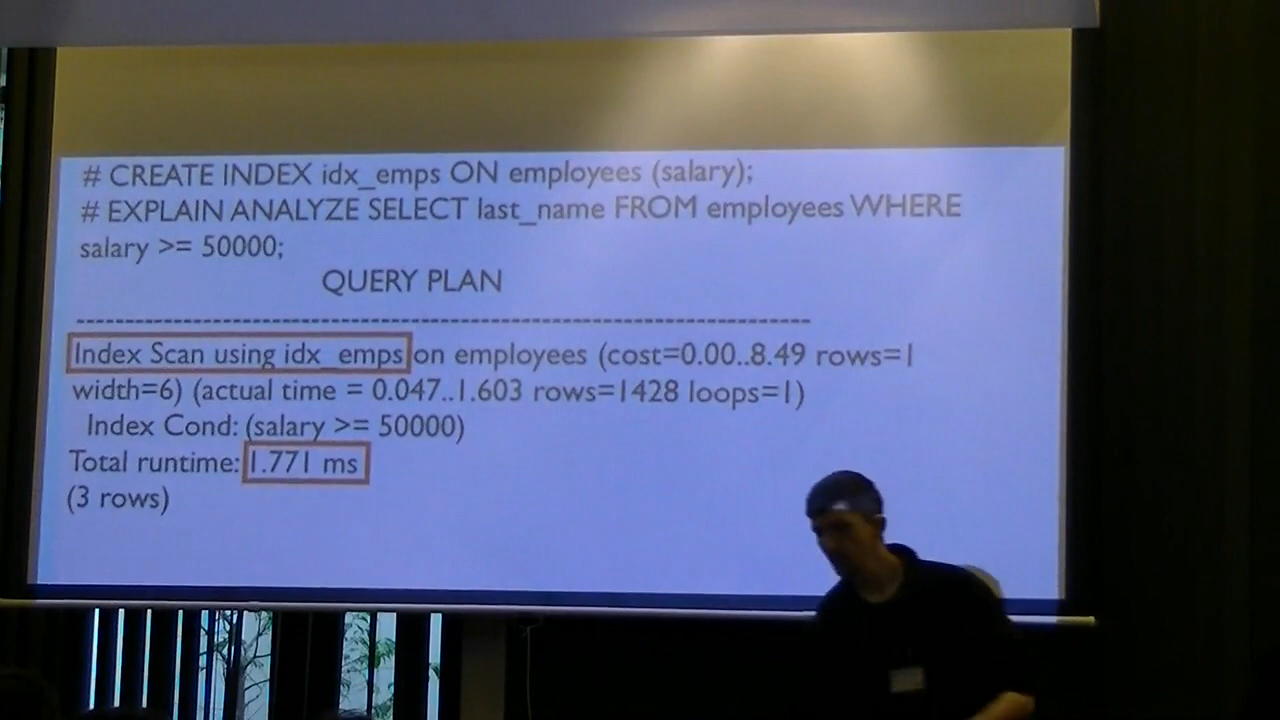 # CREATE INDEX idx_emps ON employees (salary);
# EXPLAIN ANALYZE SELECT last_name FROM employees WHERE
salary >= 50000;
QUERY PLAN
--------------------------------------------------------------------------
Index Scan using idx_emps on employees (cost=0.00..8.49 rows=1
width=6) (actual time = 0.047..1.603 rows=1428 loops=1)
Index Cond: (salary >= 50000)
Total runtime: 1.771 ms
(3 rows)